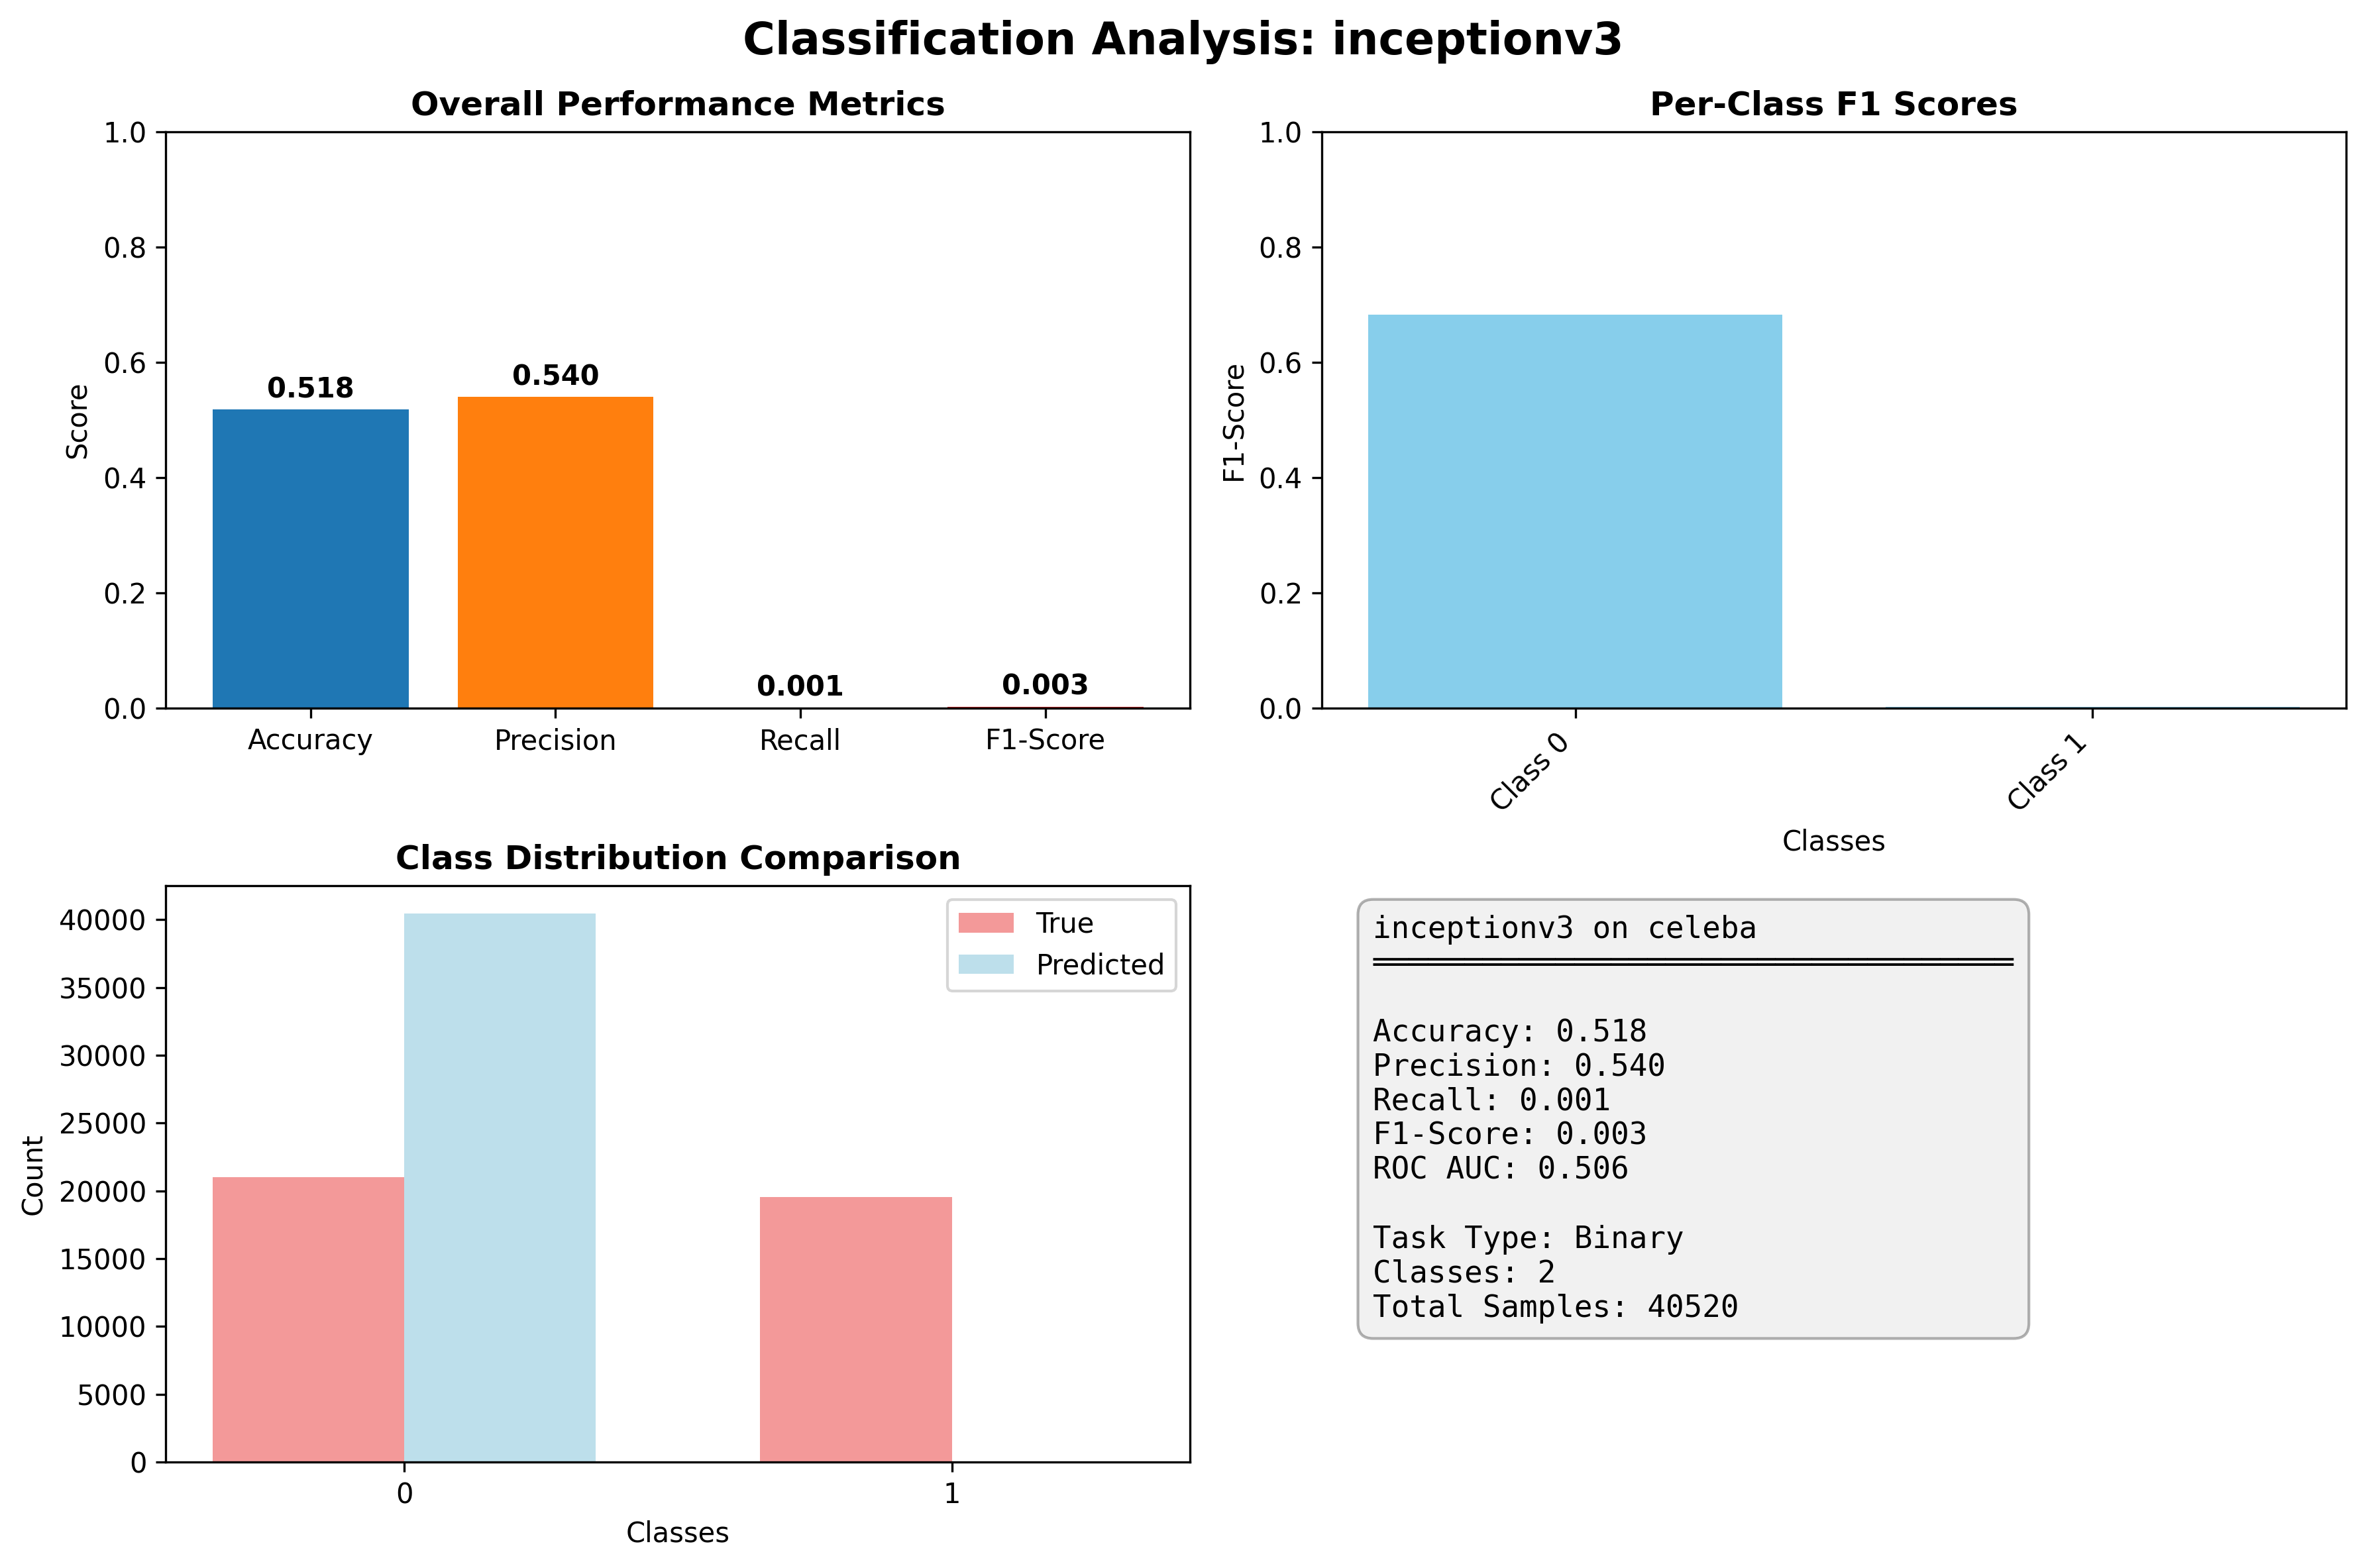 Classification Analysis: inceptionv3
Overall Performance Metrics
1.0
0.8
0.6
0.4
0.2
0.0
Score
0.518
0.540
0.001
0.003
Accuracy Precision Recall F1-Score
Per-Class F1 Scores
1.0
0.8
0.6
0.4
0.2
0.0
F1-Score
Class 0
Class 1
Classes
Class Distribution Comparison
40000
35000
30000
25000
20000
15000
10000
5000
0
Count
True
Predicted
0 1
Classes
inceptionv3 on celeba
Accuracy: 0.518
Precision: 0.540
Recall: 0.001
F1-Score: 0.003
ROC AUC: 0.506
Task Type: Binary
Classes: 2
Total Samples: 40520